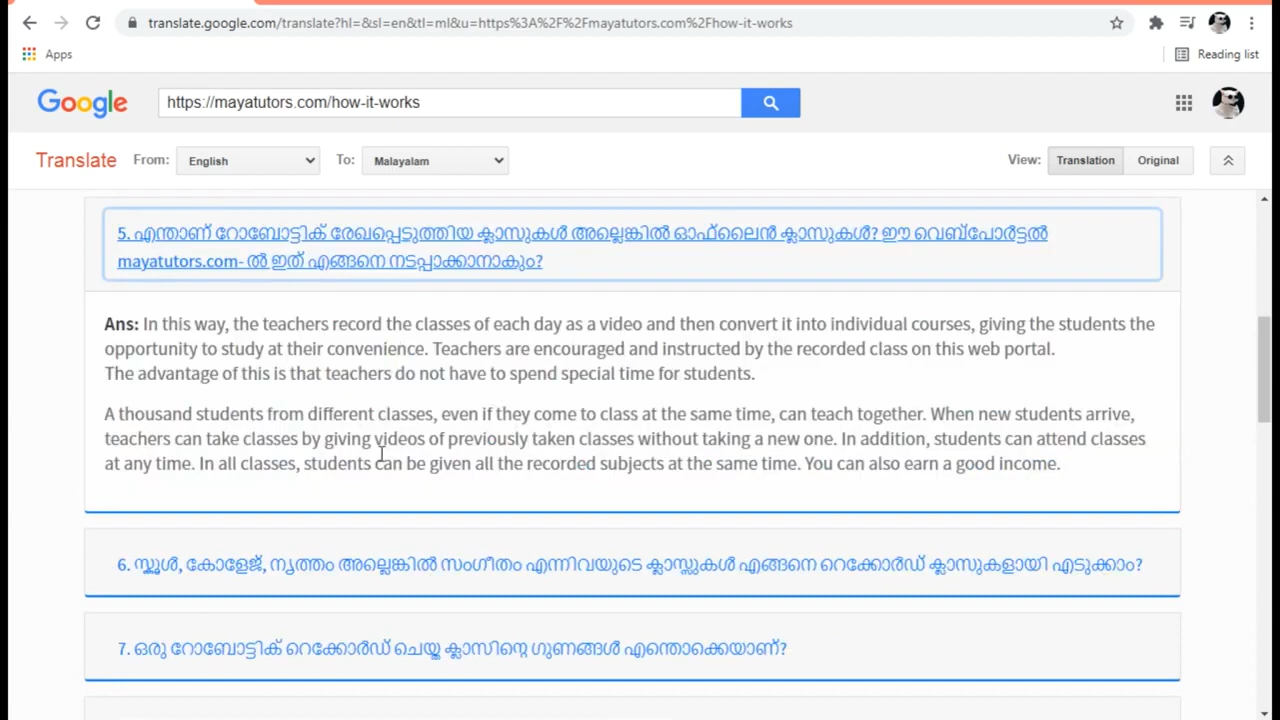 translate.google.com/translate?hl=&sl=en&tl=ml&u=https%3A%2F%2Fmayatutors.com%2Fhow-it-works
Apps
Reading list
Google
https://mayatutors.com/how-it-works
Translate
From:
English
To:
Malayalam
View:
Translation
Original
5. എന്താണ് റോബോട്ടിക് രേഖപ്പെടുത്തിയ ക്ലാസുകൾ അല്ലെങ്കിൽ ഓഫ്‌ലൈൻ ക്ലാസുകൾ? ഈ വെബ്‌പോർട്ടൽ
mayatutors.com- ൽ ഇത് എങ്ങനെ നടപ്പാക്കാനാകും?
Ans: In this way, the teachers record the classes of each day as a video and then convert it into individual courses, giving the students the
opportunity to study at their convenience. Teachers are encouraged and instructed by the recorded class on this web portal.
The advantage of this is that teachers do not have to spend special time for students.
A thousand students from different classes, even if they come to class at the same time, can teach together. When new students arrive,
teachers can take classes by giving videos of previously taken classes without taking a new one. In addition, students can attend classes
at any time. In all classes, students can be given all the recorded subjects at the same time. You can also earn a good income.
6. സ്കൂൾ, കോളേജ്, നൃത്തം അല്ലെങ്കിൽ സംഗീതം എന്നിവയുടെ ക്ലാസ്സുകൾ എങ്ങനെ റെക്കോർഡ് ക്ലാസുകളായി എടുക്കാം?
7. ഒരു റോബോട്ടിക് റെക്കോർഡ് ചെയ്ത ക്ലാസിന്റെ ഗുണങ്ങൾ എന്തൊക്കെയാണ്?